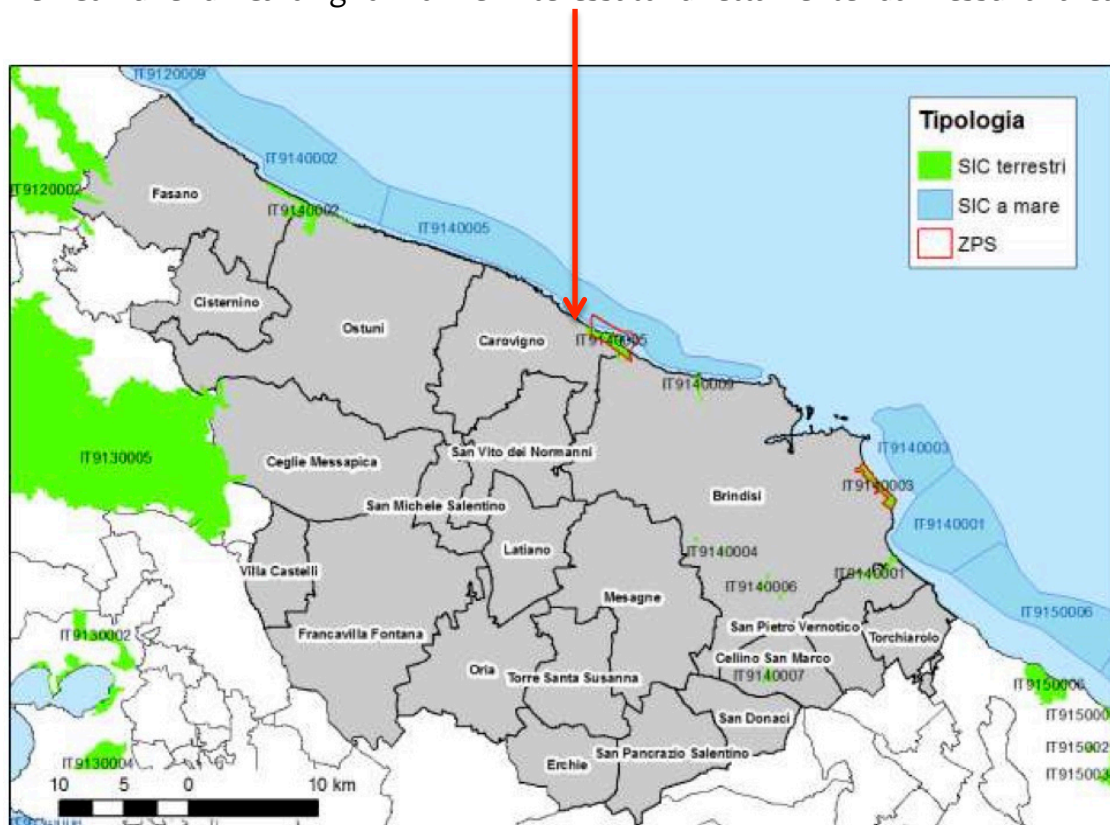 IT9120009
Tipologia
SIC terrestri
SIC a mare
ZPS
IT9140002
IT9120002
Fasano
IT9140002
IT9140005
Cisternino
Ostuni
Carovigno
IT9140005
IT9140009
San Vito dei Normanni
IT9130005
Ceglie Messapica
IT9140003
Brindisi
IT9140003
San Michele Salentino
IT9140001
Latiano
IT9140004
Villa Castelli
IT9140001
IT9140006
Mesagne
IT9150006
San Pietro Vernotico
Francavilla Fontana
IT9130002
Torchiarolo
Cellino San Marco
Oria
Torre Santa Susanna
IT9140007
IT9150006
San Donaci
San Pancrazio Salentino
IT9130004
Erchie
10 5 0 10 km